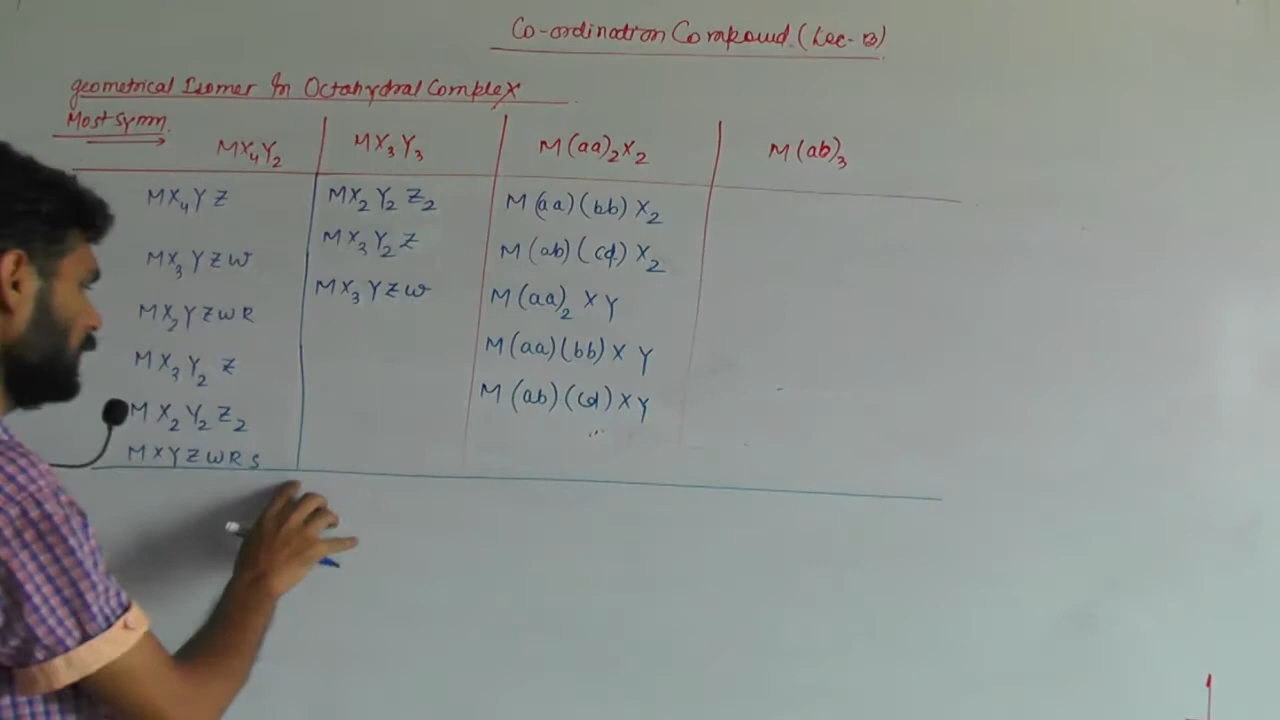 Co-ordination Compound. (Lec-13)
geometrical Isomer In Octahydral Complex
Most Symm.
MX₄Y₂ MX₃Y₃ M(aa)₂X₂ M(ab)₃
MX₄YZ MX₂Y₂Z₂ M(aa)(bb)X₂
MX₃YZW MX₃Y₂Z M(ab)(cd)X₂
MX₂YZWR MX₃YZW M(aa)₂XY
MX₃Y₂Z M(aa)(bb)XY
MX₂Y₂Z₂ M(ab)(cd)XY
MXYZWRS